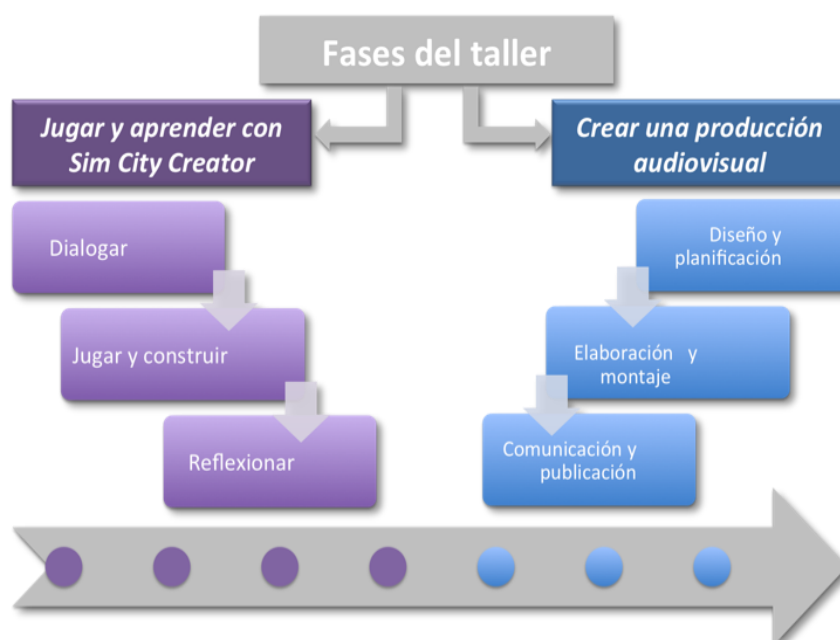 Fases del taller
Jugar y aprender con
Sim City Creator
Dialogar
Jugar y construir
Reflexionar
Crear una producción
audiovisual
Diseño y
planificación
Elaboración y
montaje
Comunicación y
publicación